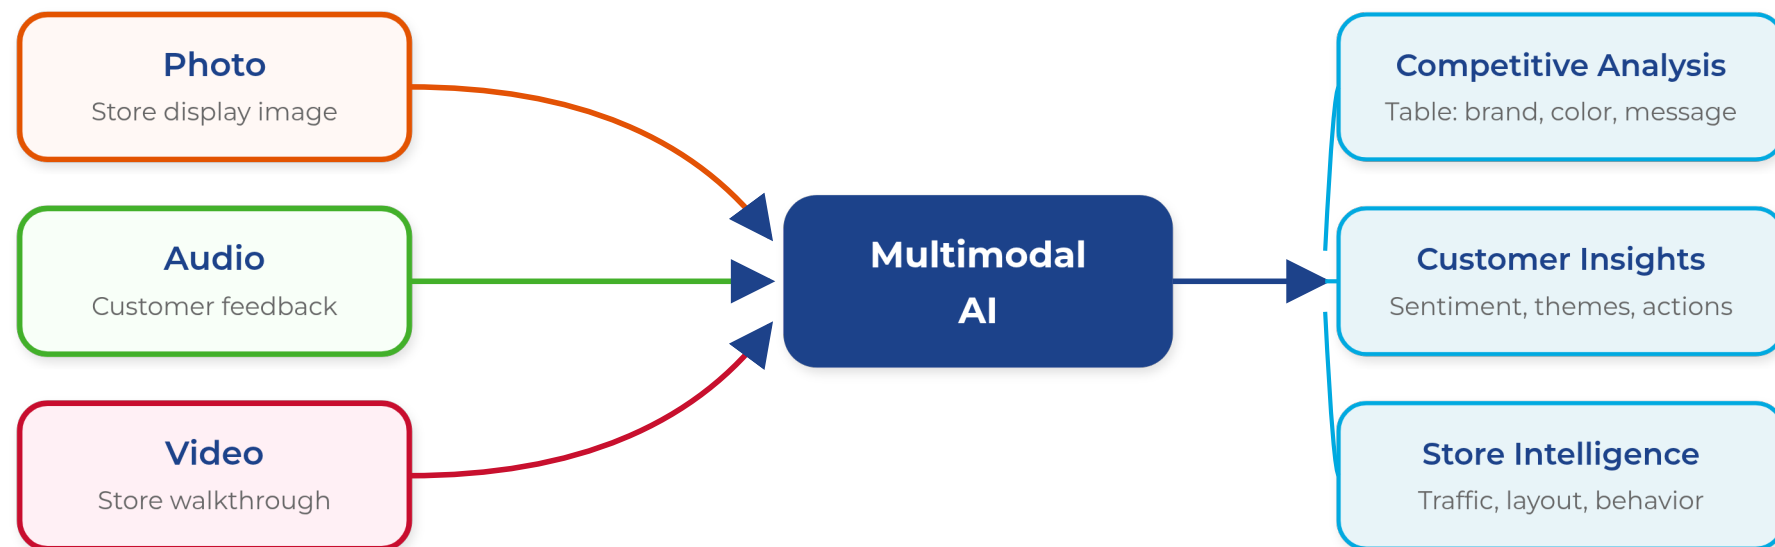 Photo
Store display image
Audio
Customer feedback
Video
Store walkthrough
Multimodal
AI
Competitive Analysis
Table: brand, color, message
Customer Insights
Sentiment, themes, actions
Store Intelligence
Traffic, layout, behavior